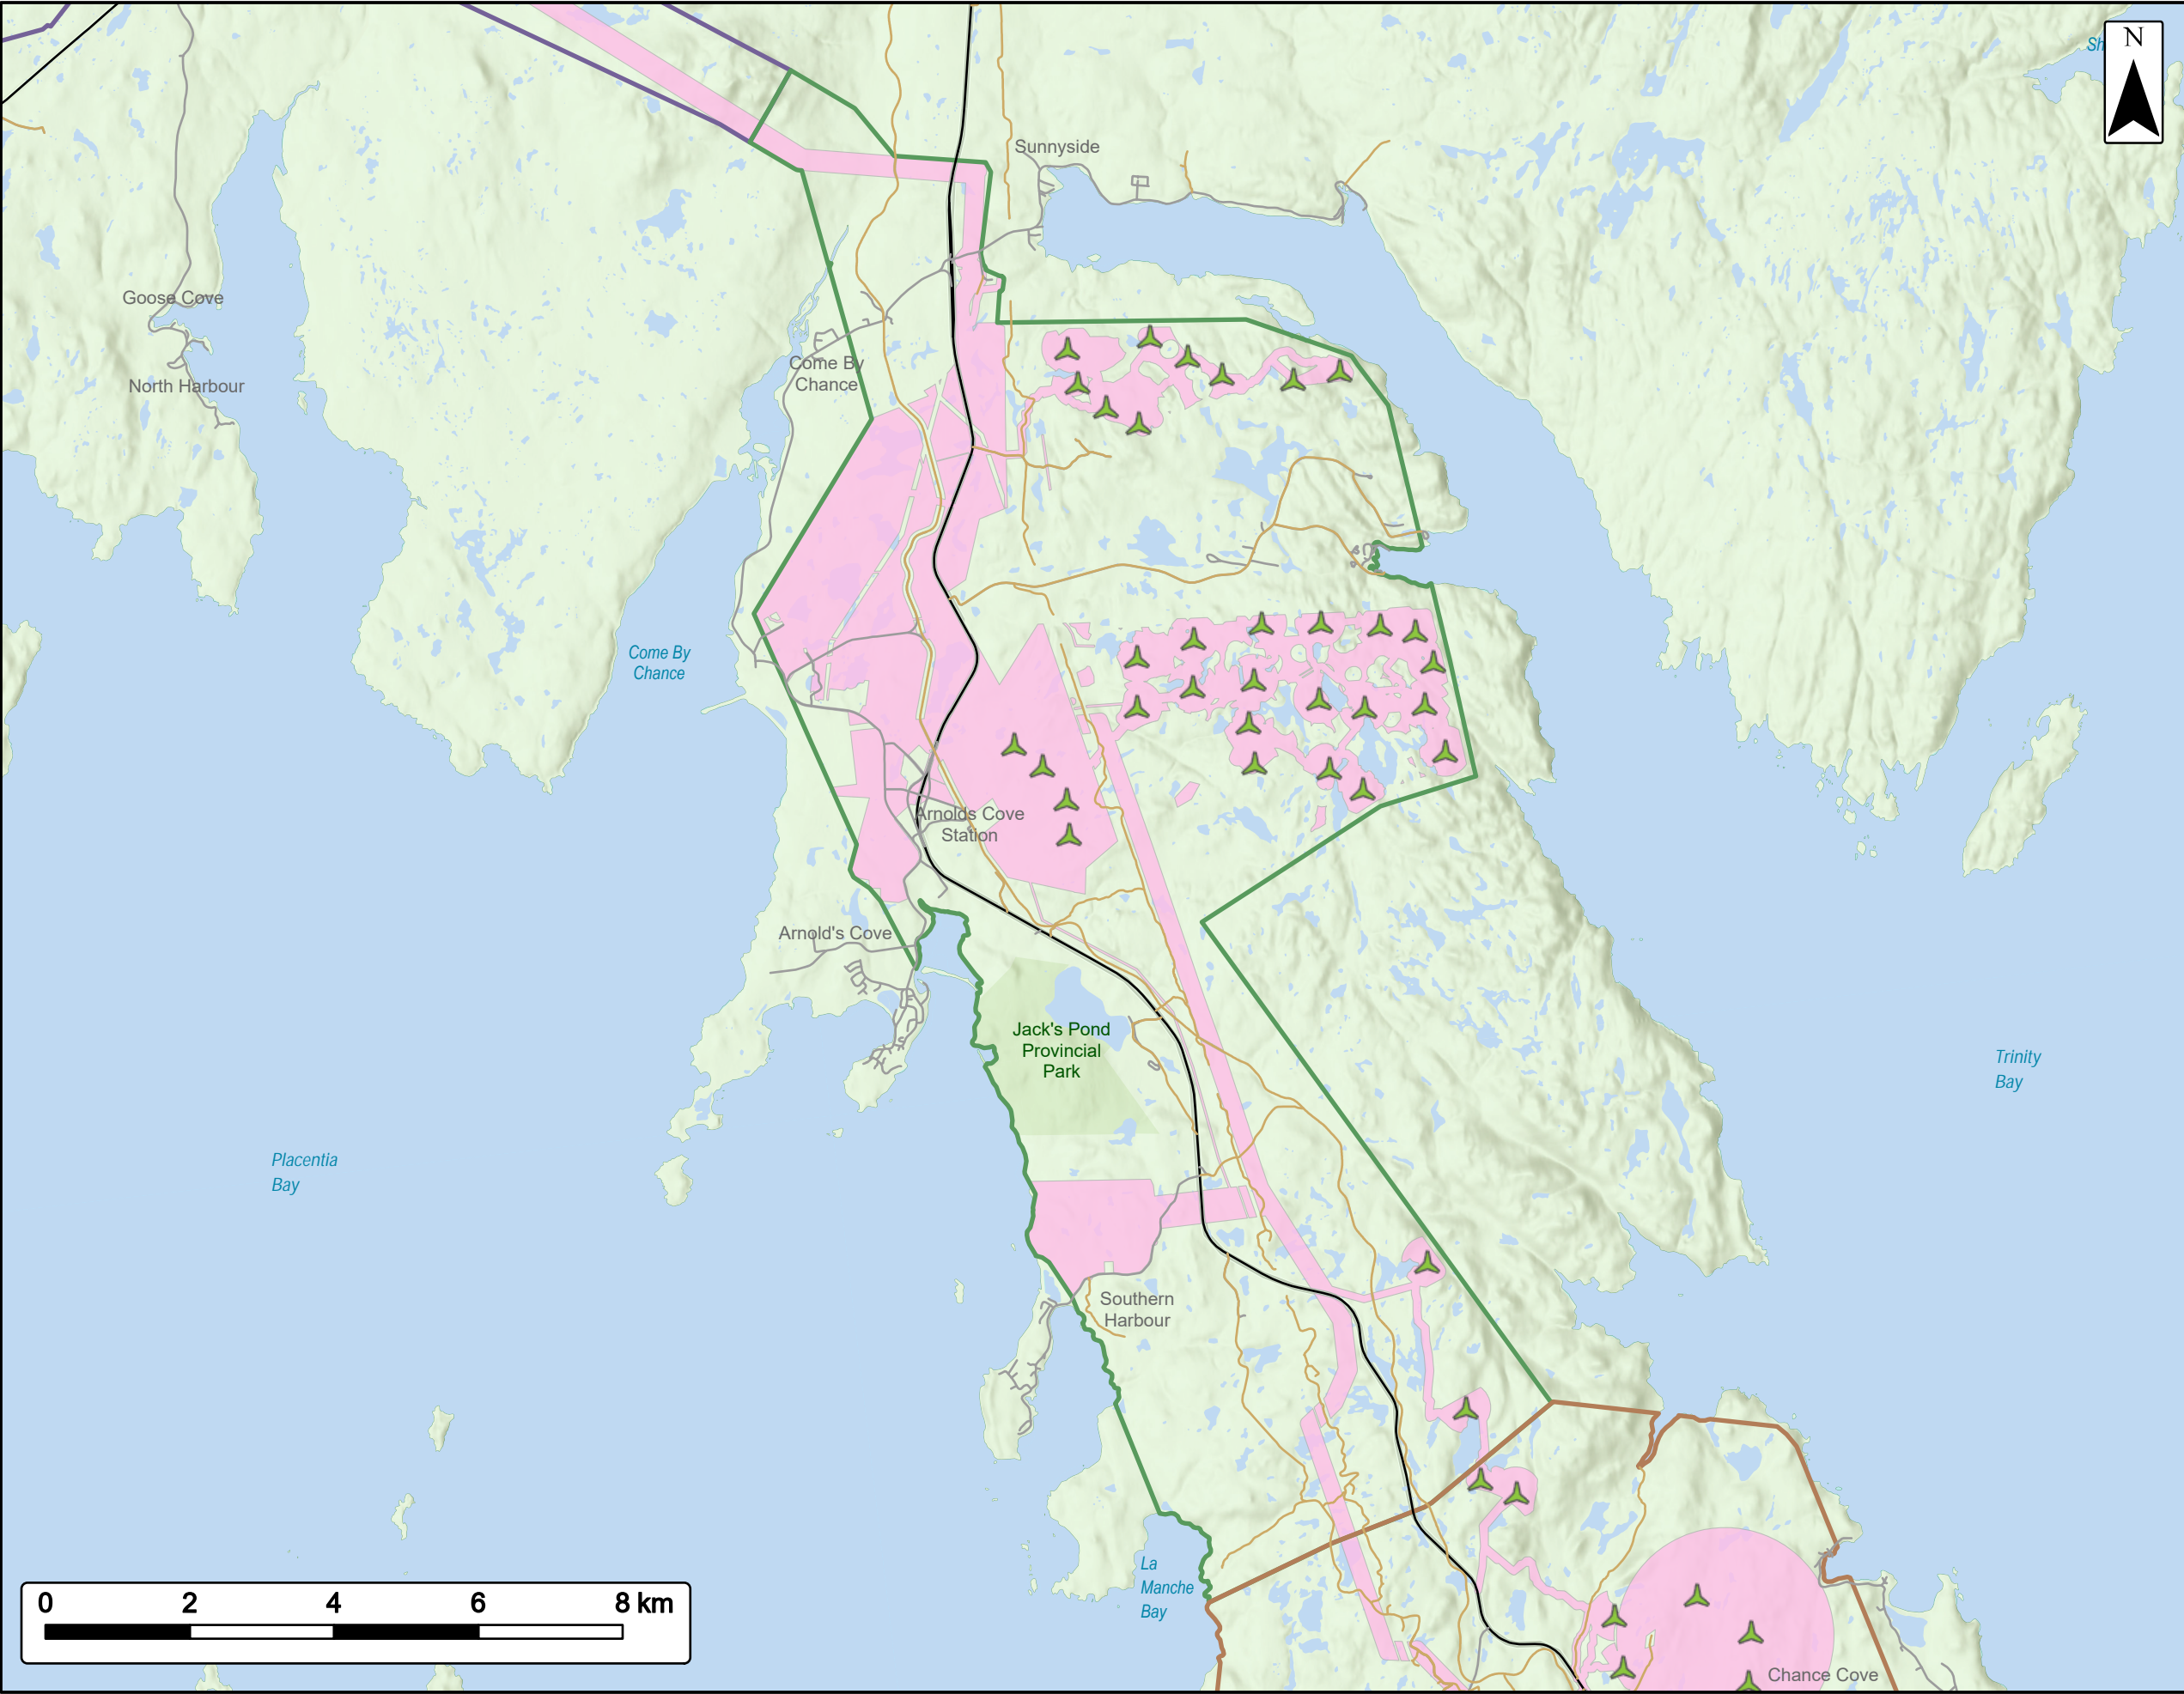 Sh
N
Sunnyside
Goose Cove
North Harbour
Come By
Chance
Come By
Chance
Arnolds Cove
Station
Arnold's Cove
Jack's Pond
Provincial
Park
Trinity
Bay
Placentia
Bay
Southern
Harbour
La
Manche
Bay
Chance Cove
0 2 4 6 8 km